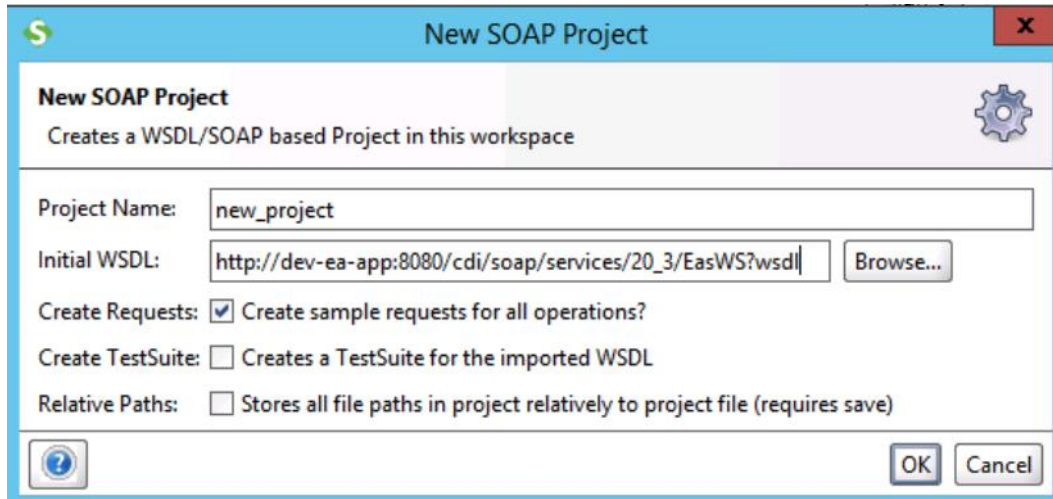 New SOAP Project
X
New SOAP Project
Creates a WSDL/SOAP based Project in this workspace
Project Name: new_project
Initial WSDL: http://dev-ea-app:8080/cdi/soap/services/20_3/EasWS?wsdl Browse...
Create Requests: Create sample requests for all operations?
Create TestSuite: Creates a TestSuite for the imported WSDL
Relative Paths: Stores all file paths in project relatively to project file (requires save)
? OK Cancel